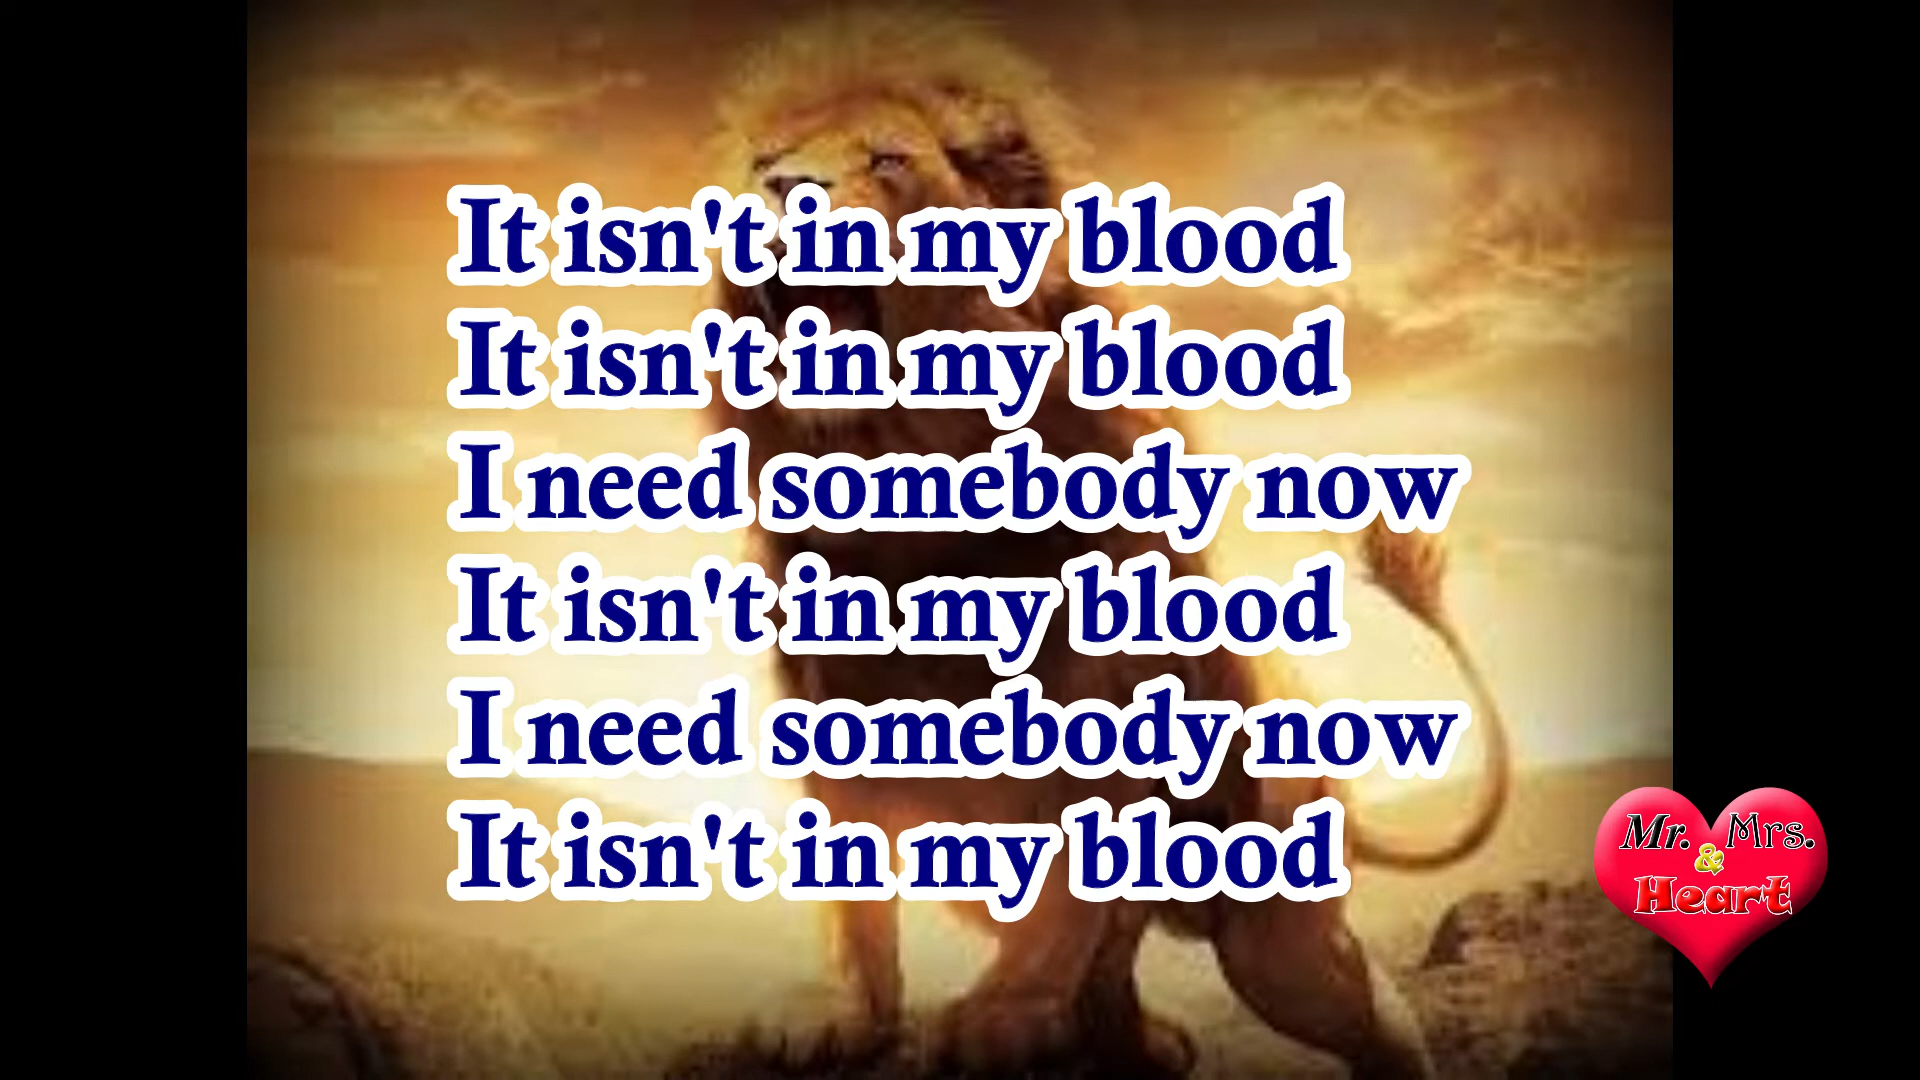 It isn't in my blood
It isn't in my blood
I need somebody now
It isn't in my blood
I need somebody now
It isn't in my blood
Mr. & Mrs.
Heart